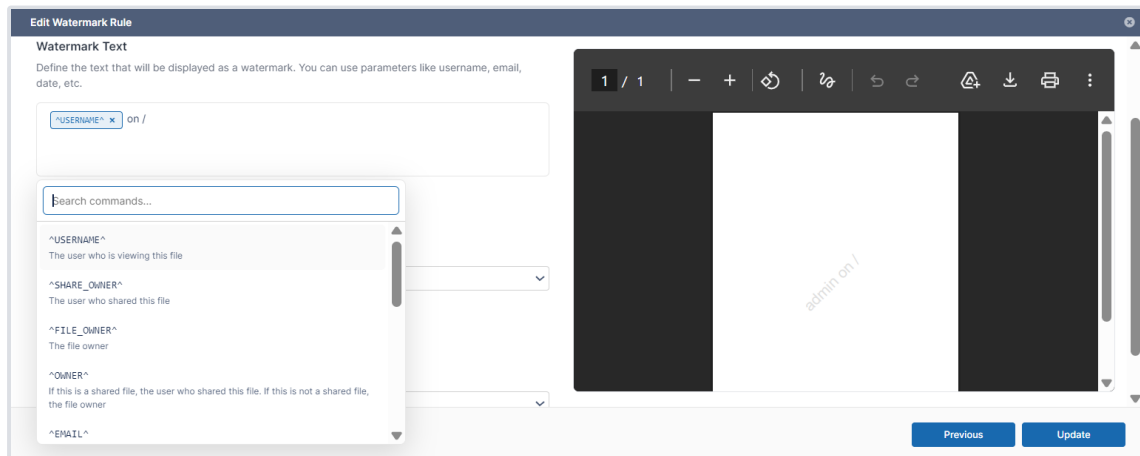 Edit Watermark Rule
Watermark Text
Define the text that will be displayed as a watermark. You can use parameters like username, email,
date, etc.
^USERNAME^ × on /
Search commands...
^USERNAME^
The user who is viewing this file
^SHARE_OWNER^
The user who shared this file
^FILE_OWNER^
The file owner
^OWNER^
If this is a shared file, the user who shared this file. If this is not a shared file,
the file owner
^EMAIL^
1 / 1
admin on /
Previous
Update